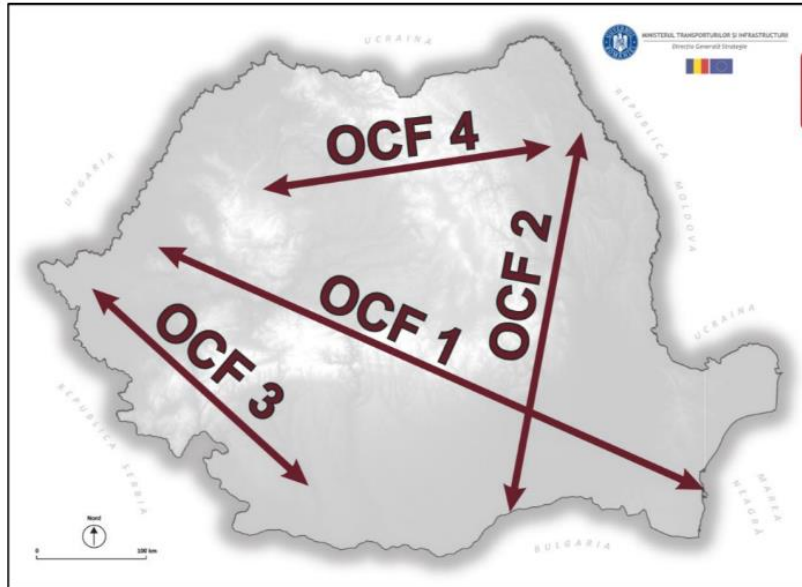 UCRAINA
MINISTERUL TRANSPORTURILOR ȘI INFRASTRUCTURII
Direcția Generală Strategie
REPUBLICA MOLDOVA
UNGARIA
OCF 4
OCF 2
OCF 1
OCF 3
UCRAINA
REPUBLICA SERBIA
MAREA NEAGRĂ
BULGARIA
Nord
0 100 km